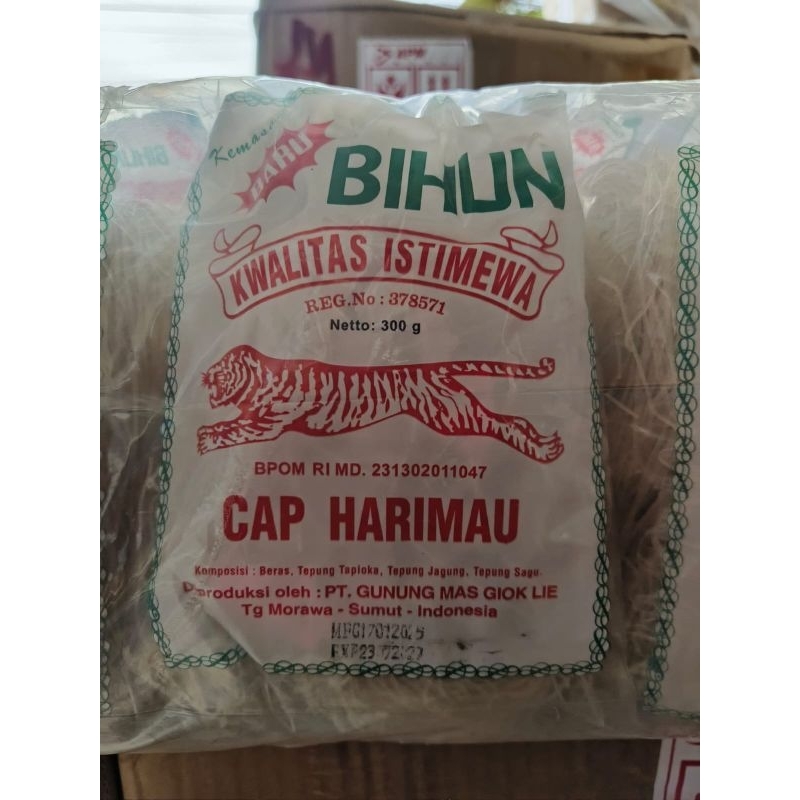 Kemasan
BARU
BIHUN
KWALITAS ISTIMEWA
REG.No : 378571
Netto: 300 g
BPOM RI MD. 231302011047
CAP HARIMAU
Komposisi : Beras, Tepung Tapioka, Tepung Jagung, Tepung Sagu.
Diproduksi oleh : PT. GUNUNG MAS GIOK LIE
Tg Morawa - Sumut - Indonesia
BIHUN